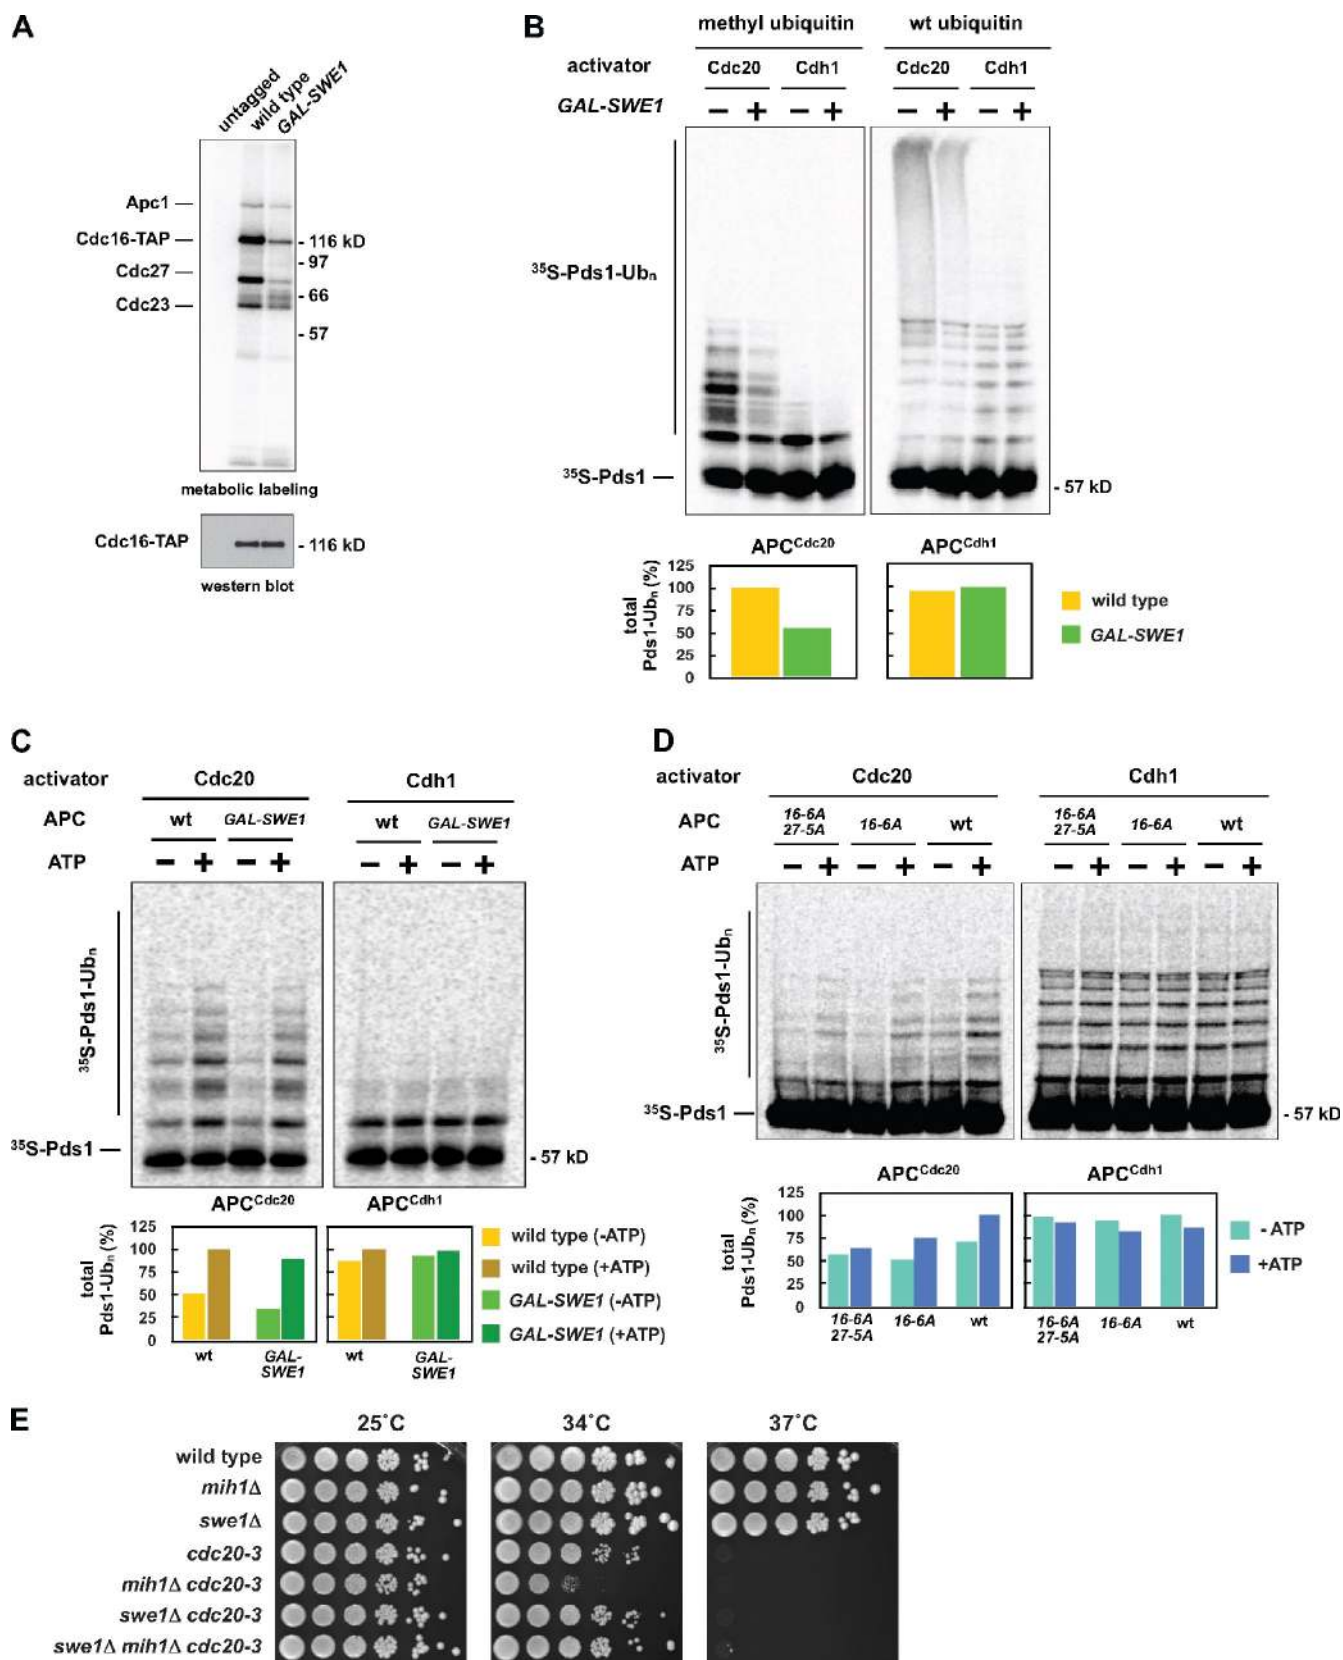 A
untagged
wild type
GAL-SWE1
Apc1
Cdc16-TAP
Cdc27
Cdc23
- 116 kD
- 97
- 66
- 57
metabolic labeling
Cdc16-TAP
- 116 kD
western blot
B
methyl ubiquitin wt ubiquitin
activator Cdc20 Cdh1 Cdc20 Cdh1
GAL-SWE1 − + − + − + − +
35S-Pds1-Ubn
35S-Pds1
- 57 kD
APCCdc20 APCCdh1
total Pds1-Ubn (%)
125
100
75
50
25
0
wild type
GAL-SWE1
C
activator Cdc20 Cdh1
APC wt GAL-SWE1 wt GAL-SWE1
ATP − + − + − + − +
35S-Pds1-Ubn
35S-Pds1
- 57 kD
APCCdc20 APCCdh1
total Pds1-Ubn (%)
125
100
75
50
25
0
wt GAL-SWE1 wt GAL-SWE1
wild type (-ATP)
wild type (+ATP)
GAL-SWE1 (-ATP)
GAL-SWE1 (+ATP)
D
activator Cdc20 Cdh1
APC 16-6A 27-5A 16-6A wt 16-6A 27-5A 16-6A wt
ATP − + − + − + − + − + − +
35S-Pds1-Ubn
35S-Pds1
- 57 kD
APCCdc20 APCCdh1
total Pds1-Ubn (%)
125
100
75
50
25
0
16-6A 27-5A 16-6A wt 16-6A 27-5A 16-6A wt
- ATP
+ATP
E
25˚C 34˚C 37˚C
wild type
mih1Δ
swe1Δ
cdc20-3
mih1Δ cdc20-3
swe1Δ cdc20-3
swe1Δ mih1Δ cdc20-3